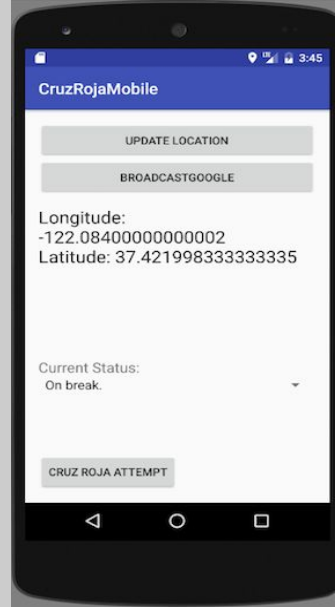 3:45
CruzRojaMobile
UPDATE LOCATION
BROADCASTGOOGLE
Longitude:
-122.08400000000002
Latitude: 37.421998333333335
Current Status:
On break.
CRUZ ROJA ATTEMPT